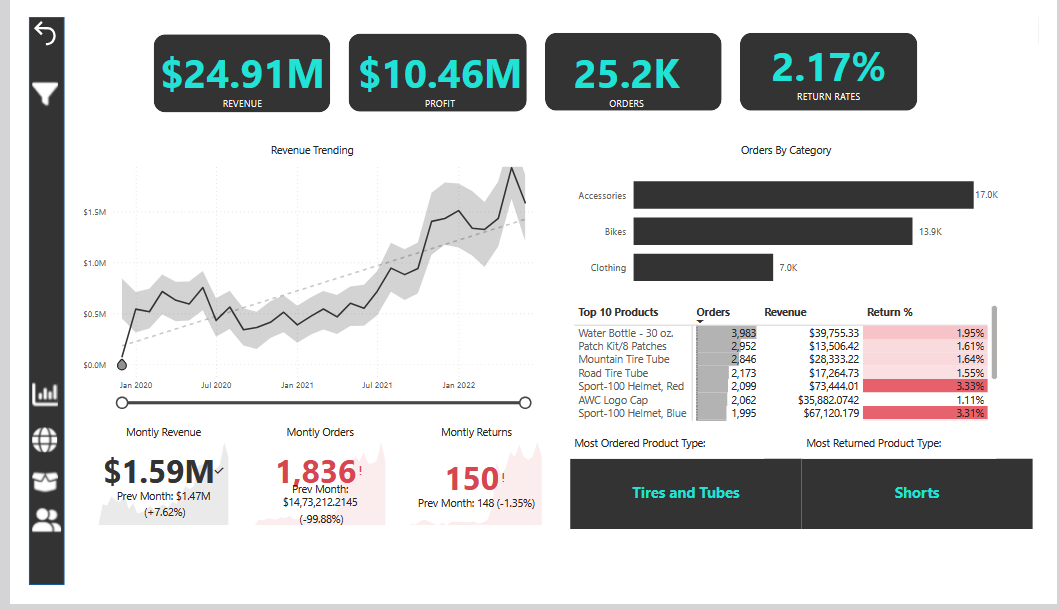 $24.91M
REVENUE
$10.46M
PROFIT
25.2K
ORDERS
2.17%
RETURN RATES
Revenue Trending
$1.5M
$1.0M
$0.5M
$0.0M
Jan 2020 Jul 2020 Jan 2021 Jul 2021 Jan 2022
Orders By Category
Accessories 17.0K
Bikes 13.9K
Clothing 7.0K
Top 10 Products Orders Revenue Return %
Water Bottle - 30 oz. 3,983 $39,755.33 1.95%
Patch Kit/8 Patches 2,952 $13,506.42 1.61%
Mountain Tire Tube 2,846 $28,333.22 1.64%
Road Tire Tube 2,173 $17,264.73 1.55%
Sport-100 Helmet, Red 2,099 $73,444.01 3.33%
AWC Logo Cap 2,062 $35,882.0742 1.11%
Sport-100 Helmet, Blue 1,995 $67,120.179 3.31%
Montly Revenue
$1.59M
Prev Month: $1.47M
(+7.62%)
Montly Orders
1,836!
Prev Month:
$14,73,212.2145
(-99.88%)
Montly Returns
150!
Prev Month: 148 (-1.35%)
Most Ordered Product Type:
Tires and Tubes
Most Returned Product Type:
Shorts